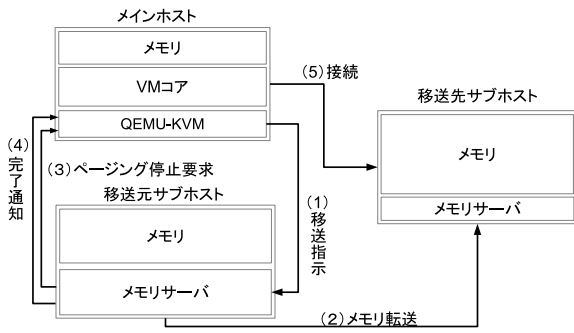 メインホスト
メモリ
VMコア
QEMU-KVM
(5)接続
移送先サブホスト
メモリ
メモリサーバ
(4)完了通知
(3)ページング停止要求
移送元サブホスト
メモリ
メモリサーバ
(1)移送指示
(2)メモリ転送